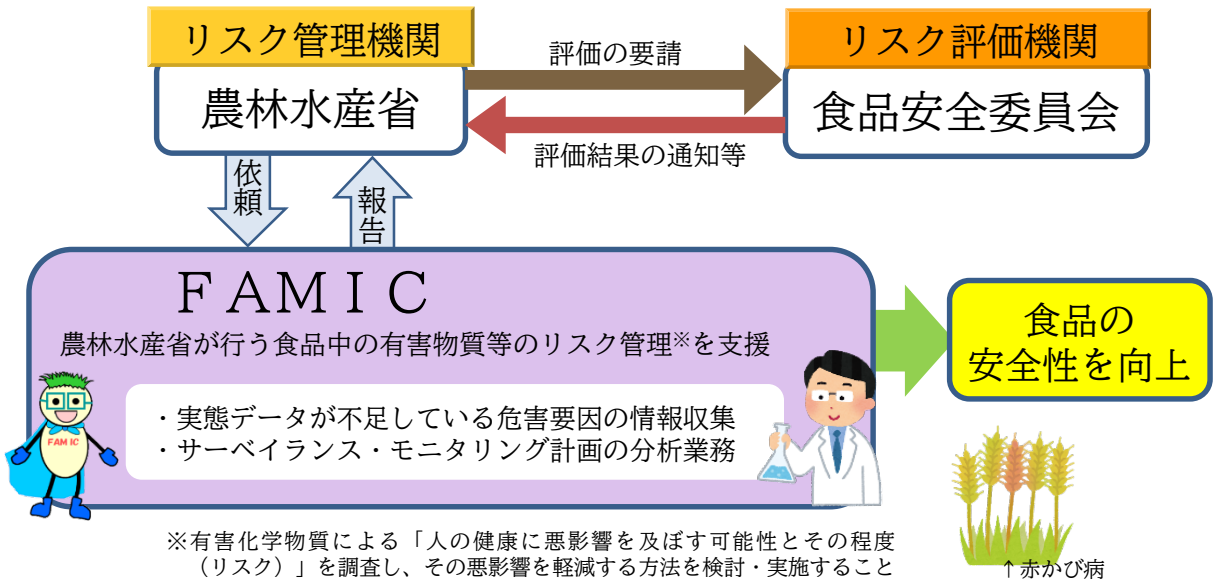 リスク管理機関
農林水産省
評価の要請
評価結果の通知等
リスク評価機関
食品安全委員会
依頼
報告
ＦＡＭＩＣ
農林水産省が行う食品中の有害物質等のリスク管理※を支援
・実態データが不足している危害要因の情報収集
・サーベイランス・モニタリング計画の分析業務
FAMIC
食品の
安全性を向上
※有害化学物質による「人の健康に悪影響を及ぼす可能性とその程度
（リスク）」を調査し、その悪影響を軽減する方法を検討・実施すること
↑赤かび病